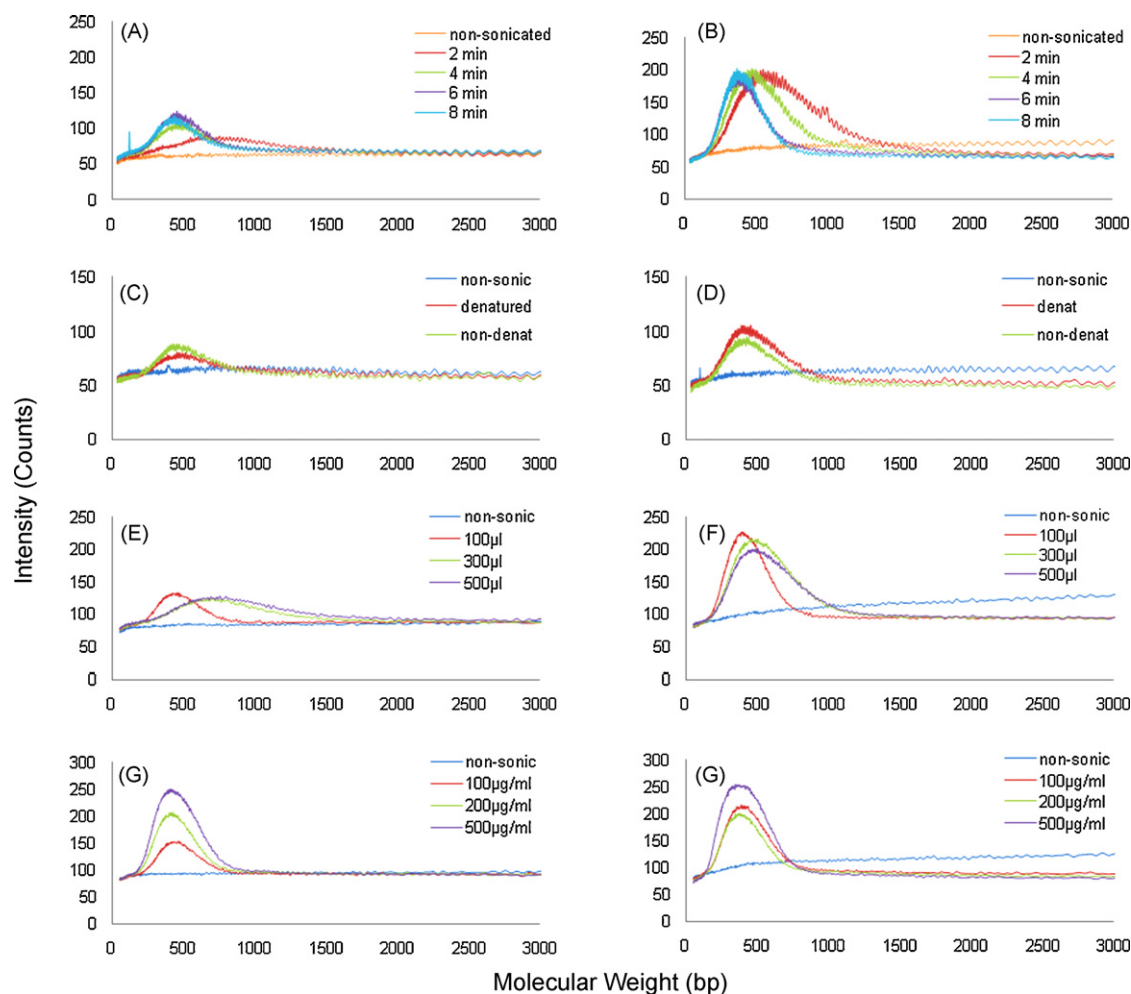 (A)
250
200
150
100
50
0
0 500 1000 1500 2000 2500 3000
non-sonicated
2 min
4 min
6 min
8 min
(B)
250
200
150
100
50
0
0 500 1000 1500 2000 2500 3000
non-sonicated
2 min
4 min
6 min
8 min
(C)
150
100
50
0
0 500 1000 1500 2000 2500 3000
non-sonic
denatured
non-denat
(D)
150
100
50
0
0 500 1000 1500 2000 2500 3000
non-sonic
denat
non-denat
(E)
250
200
150
100
50
0
0 500 1000 1500 2000 2500 3000
non-sonic
100µl
300µl
500µl
(F)
250
200
150
100
50
0
0 500 1000 1500 2000 2500 3000
non-sonic
100µl
300µl
500µl
(G)
300
250
200
150
100
50
0
0 500 1000 1500 2000 2500 3000
non-sonic
100µg/ml
200µg/ml
500µg/ml
(G)
300
250
200
150
100
50
0
0 500 1000 1500 2000 2500 3000
non-sonic
100µg/ml
200µg/ml
500µg/ml
Intensity (Counts)
Molecular Weight (bp)